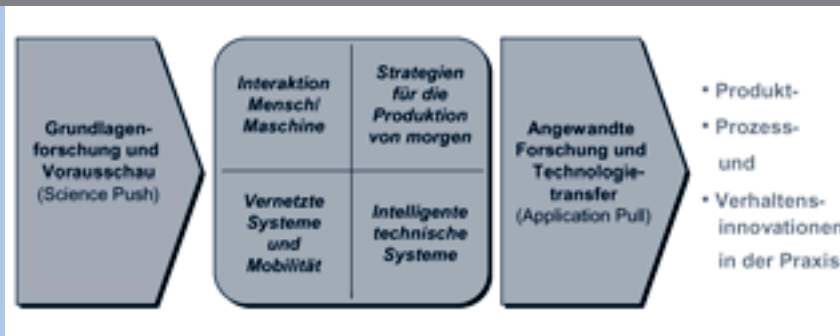 Grundlagen-
forschung und
Vorausschau
(Science Push)
Interaktion
Mensch/
Maschine
Strategien
für die
Produktion
von morgen
Vernetzte
Systeme
und
Mobilität
Intelligente
technische
Systeme
Angewandte
Forschung und
Technologie-
transfer
(Application Pull)
• Produkt-
• Prozess-
und
• Verhaltens-
innovationen
in der Praxis